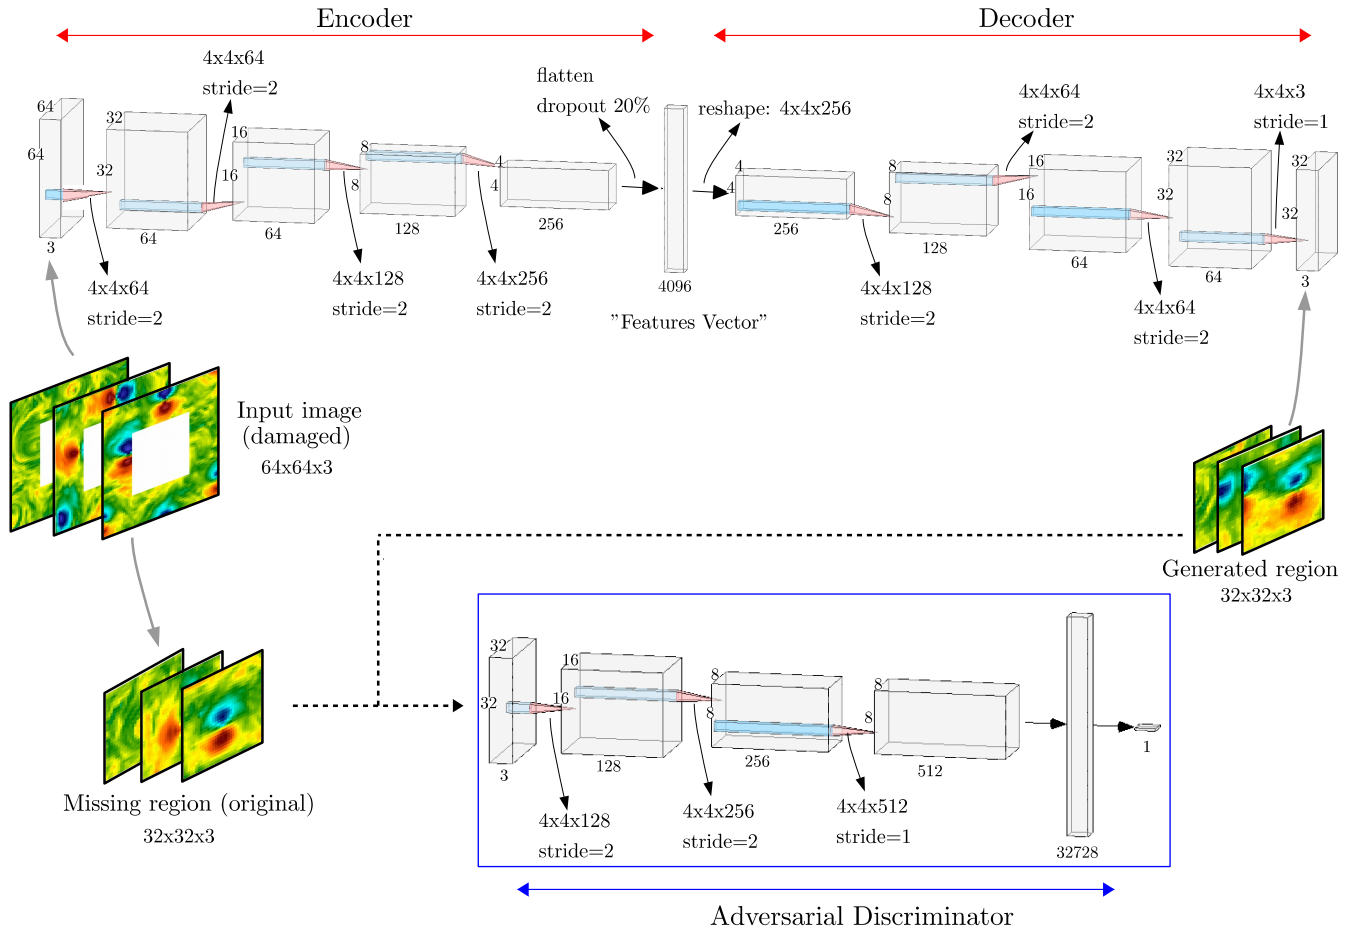 Encoder
Decoder
64
64
3
4x4x64
stride=2
32
32
64
4x4x64
stride=2
16
16
64
4x4x128
stride=2
8
8
128
4x4x256
stride=2
4
4
256
flatten
dropout 20%
4096
"Features Vector"
reshape: 4x4x256
4
4
256
4x4x128
stride=2
8
8
128
4x4x64
stride=2
16
16
64
4x4x64
stride=2
32
32
64
4x4x3
stride=1
32
32
3
Input image
(damaged)
64x64x3
Generated region
32x32x3
Missing region (original)
32x32x3
32
32
3
4x4x128
stride=2
16
16
128
4x4x256
stride=2
8
8
256
4x4x512
stride=1
8
8
512
32728
1
Adversarial Discriminator